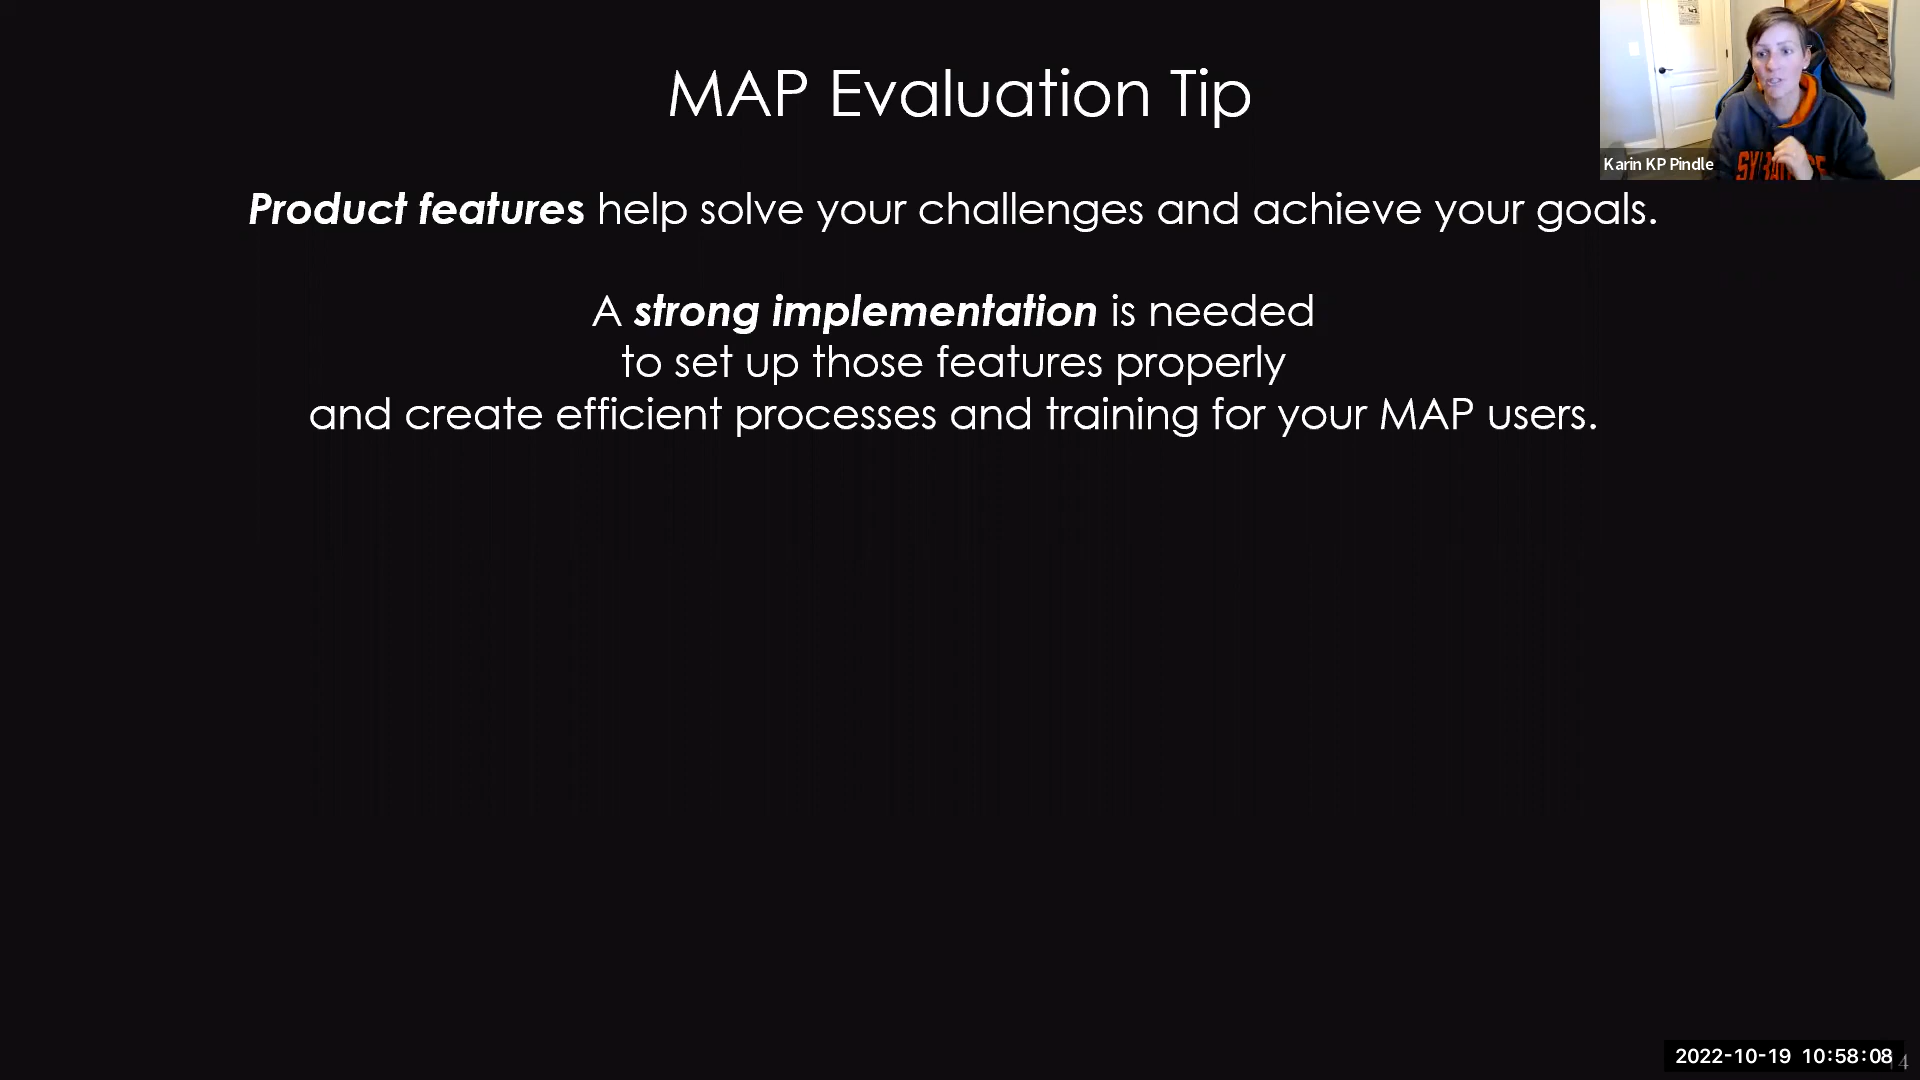 MAP Evaluation Tip
Karin KP Pindle
Product features help solve your challenges and achieve your goals.
A strong implementation is needed
to set up those features properly
and create efficient processes and training for your MAP users.
2022-10-19 10:58:08